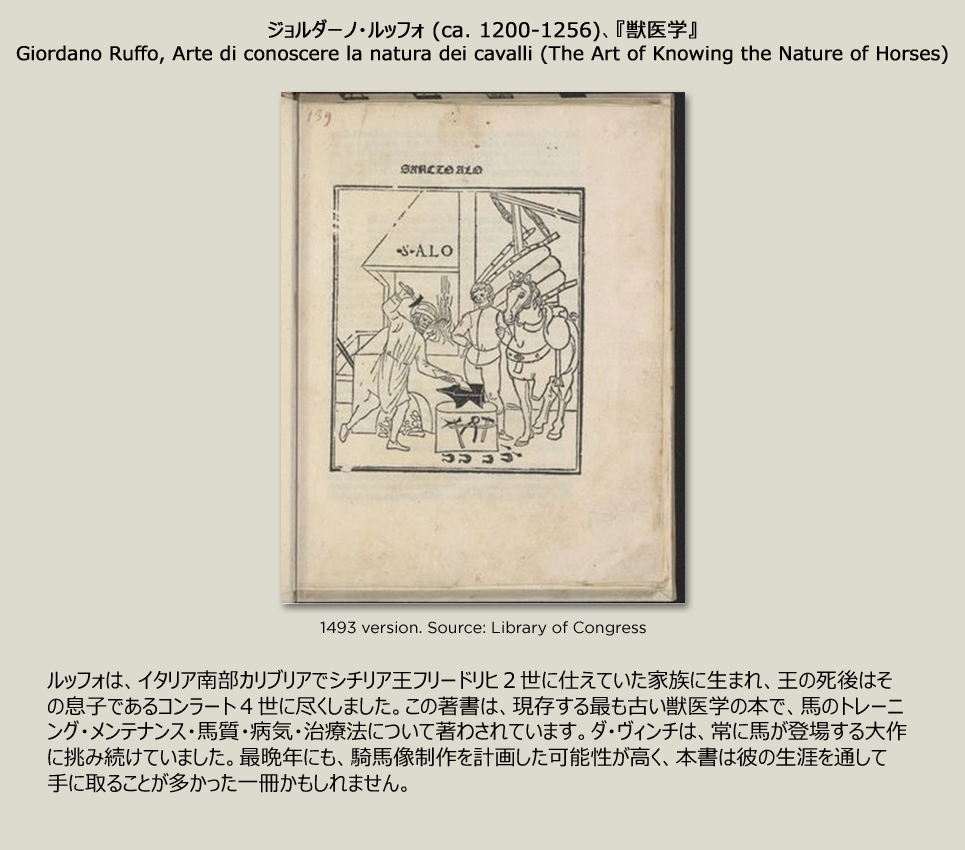 ジョルダーノ・ルッフォ (ca. 1200-1256)、『獣医学』
Giordano Ruffo, Arte di conoscere la natura dei cavalli (The Art of Knowing the Nature of Horses)
139
SANCTO ALO
•S•ALO
1493 version. Source: Library of Congress
ルッフォは、イタリア南部カリブリアでシチリア王フリードリヒ２世に仕えていた家族に生まれ、王の死後はそ
の息子であるコンラート４世に尽くしました。この著書は、現存する最も古い獣医学の本で、馬のトレーニ
ング・メンテナンス・馬質・病気・治療法について著わされています。ダ・ヴィンチは、常に馬が登場する大作
に挑み続けていました。最晩年にも、騎馬像制作を計画した可能性が高く、本書は彼の生涯を通して
手に取ることが多かった一冊かもしれません。